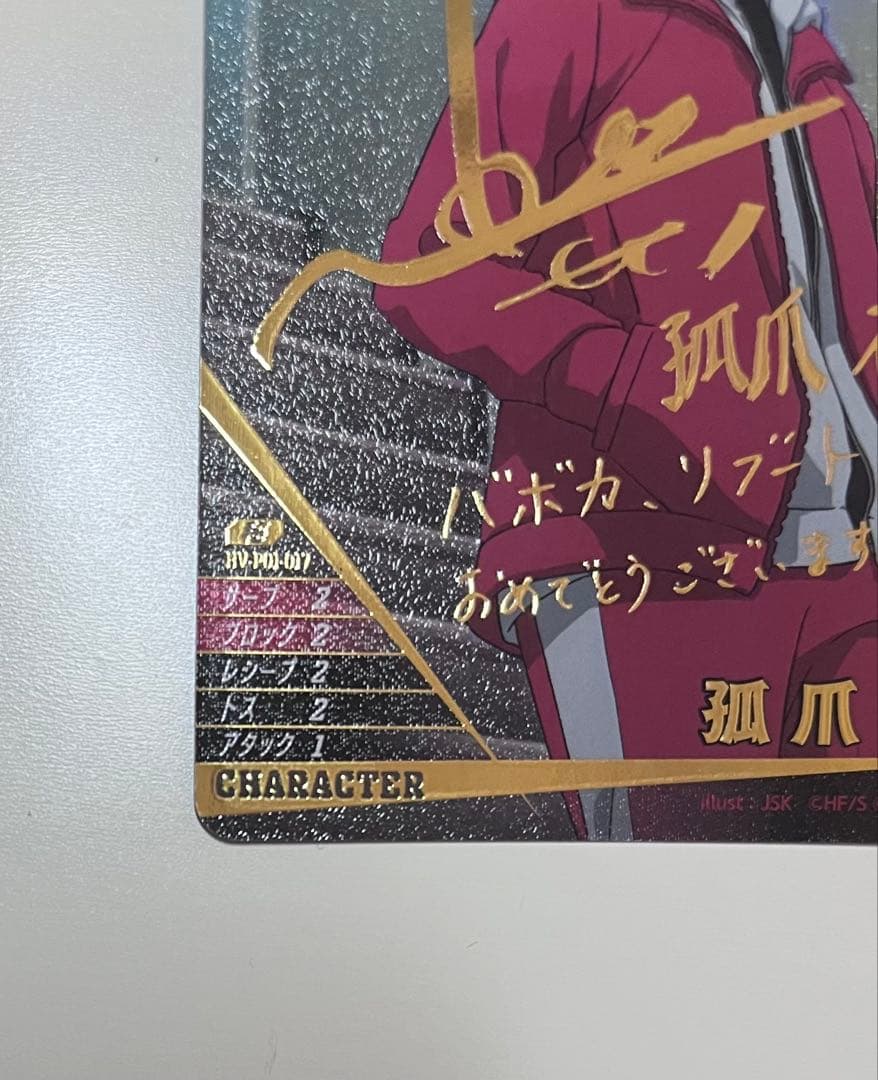 孤爪
バボカ、リブート
おめでとうございます
HV-P01-017
サーブ 2
ブロック 2
レシーブ 2
トス 2
アタック 1
孤爪
CHARACTER
illust : JSK ©HF/S